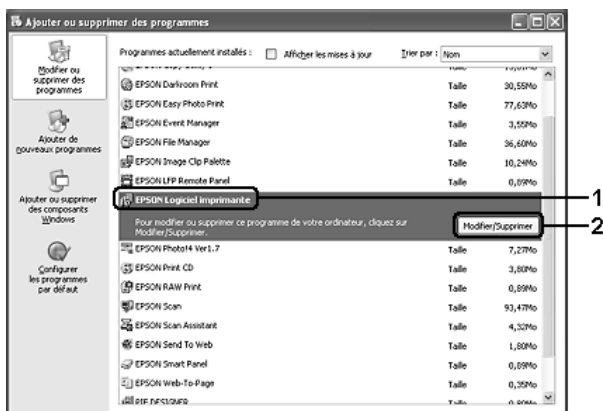 Ajouter ou supprimer des programmes
Modifier ou
supprimer des
programmes
Ajouter de
nouveaux programmes
Ajouter ou supprimer
des composants
Windows
Configurer
les programmes
par défaut
Programmes actuellement installés :
Afficher les mises à jour
Trier par : Nom
EPSON Darkroom Print Taille 30,55Mo
EPSON Easy Photo Print Taille 77,63Mo
EPSON Event Manager Taille 3,55Mo
EPSON File Manager Taille 36,60Mo
EPSON Image Clip Palette Taille 10,24Mo
EPSON LFP Remote Panel Taille 0,89Mo
EPSON Logiciel imprimante 1
Pour modifier ou supprimer ce programme de votre ordinateur, cliquez sur
Modifier/Supprimer.
Modifier/Supprimer 2
EPSON Photo!4 Ver1.7 Taille 7,27Mo
EPSON Print CD Taille 3,80Mo
EPSON RAW Print Taille 0,89Mo
EPSON Scan Taille 93,47Mo
EPSON Scan Assistant Taille 4,32Mo
EPSON Send To Web Taille 1,80Mo
EPSON Smart Panel Taille 0,89Mo
EPSON Web-To-Page Taille 0,35Mo
PIF DESIGNER Taille